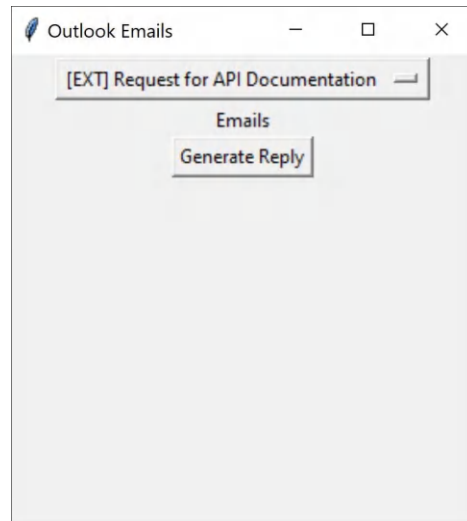 Outlook Emails
[EXT] Request for API Documentation
Emails
Generate Reply